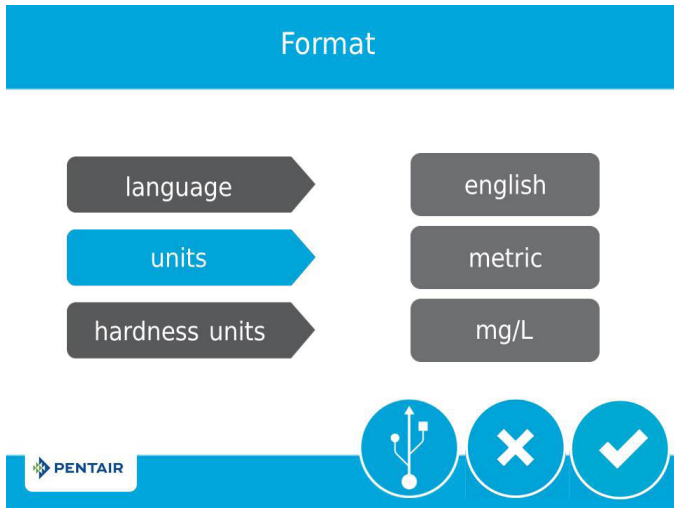 Format
language
english
units
metric
hardness units
mg/L
PENTAIR